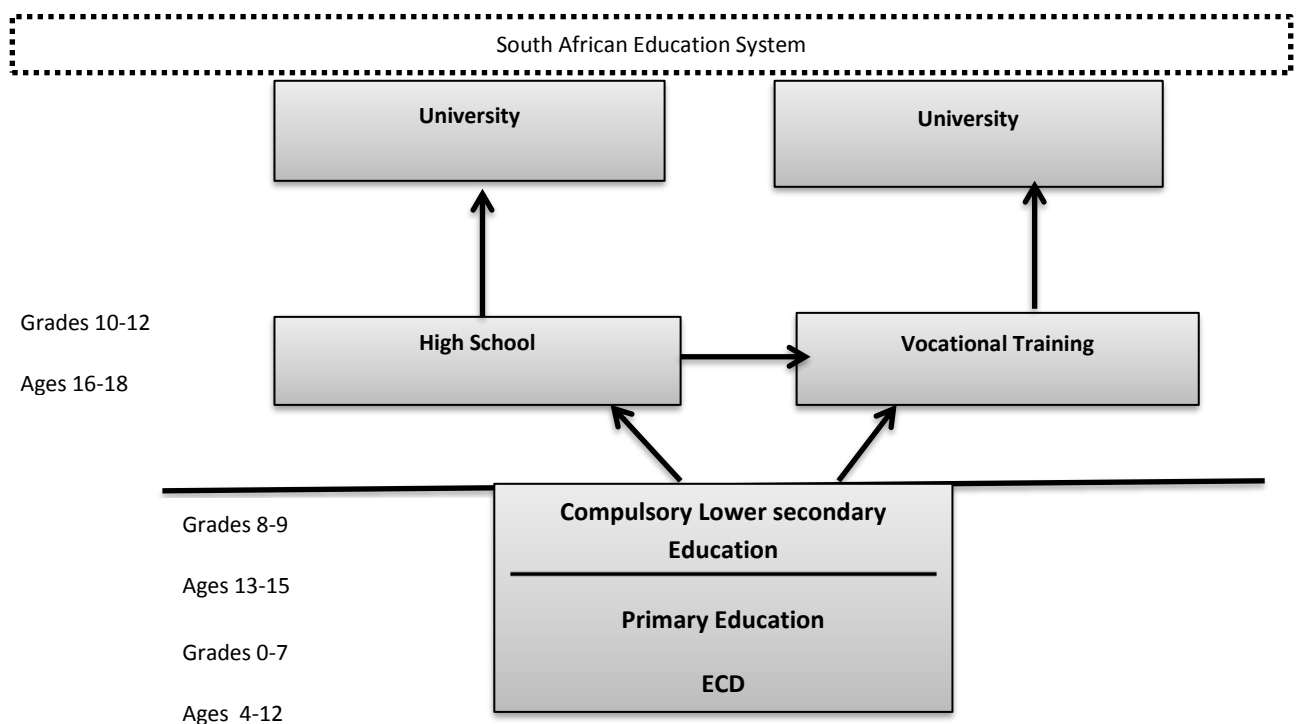 South African Education System
University
University
Grades 10-12
High School
Vocational Training
Ages 16-18
Compulsory Lower secondary
Education
Grades 8-9
Ages 13-15
Primary Education
Grades 0-7
ECD
Ages 4-12